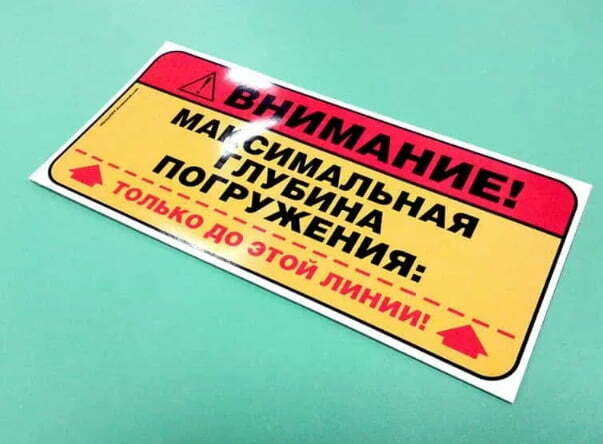 ВНИМАНИЕ!
МАКСИМАЛЬНАЯ
ГЛУБИНА
ПОГРУЖЕНИЯ:
ТОЛЬКО ДО ЭТОЙ ЛИНИИ!